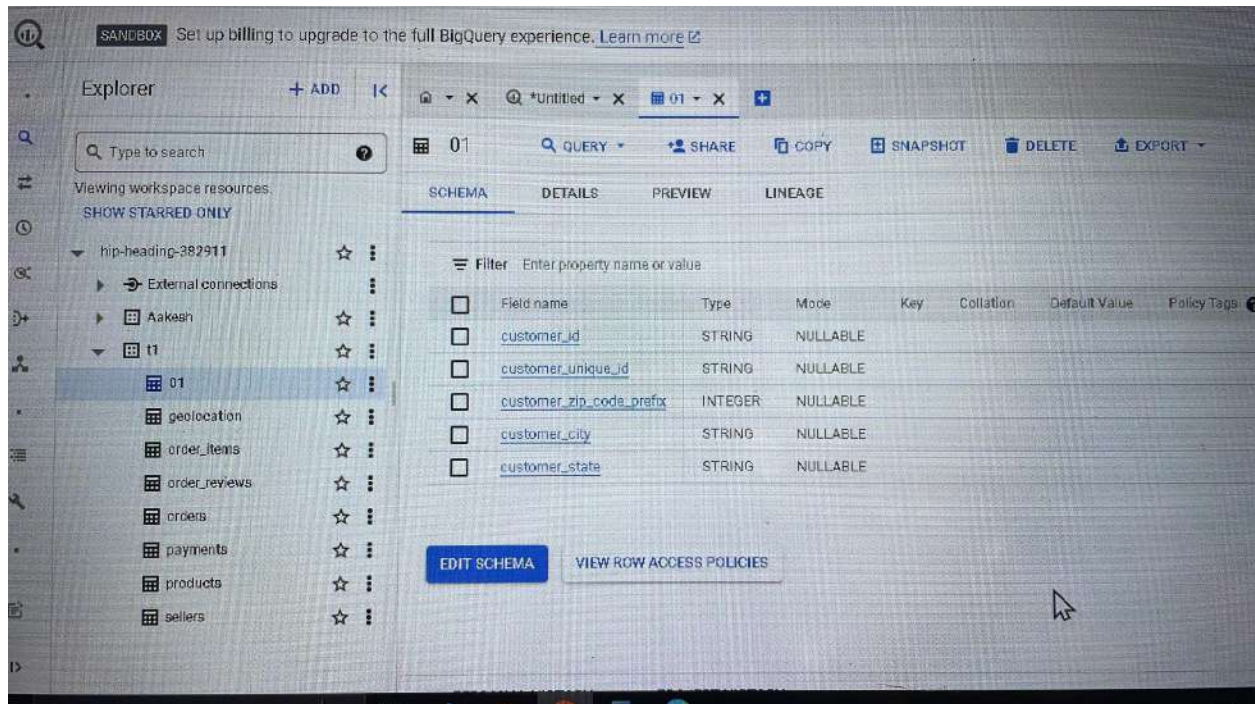 SANDBOX Set up billing to upgrade to the full BigQuery experience. Learn more
Explorer + ADD
*Untitled 01
Type to search
01 QUERY SHARE COPY SNAPSHOT DELETE EXPORT
Viewing workspace resources.
SHOW STARRED ONLY
SCHEMA DETAILS PREVIEW LINEAGE
hip-heading-382911
External connections
Aakesh
t1
01
geolocation
order_items
order_reviews
orders
payments
products
sellers
Filter Enter property name or value
Field name Type Mode Key Collation Default Value Policy Tags
customer_id STRING NULLABLE
customer_unique_id STRING NULLABLE
customer_zip_code_prefix INTEGER NULLABLE
customer_city STRING NULLABLE
customer_state STRING NULLABLE
EDIT SCHEMA VIEW ROW ACCESS POLICIES